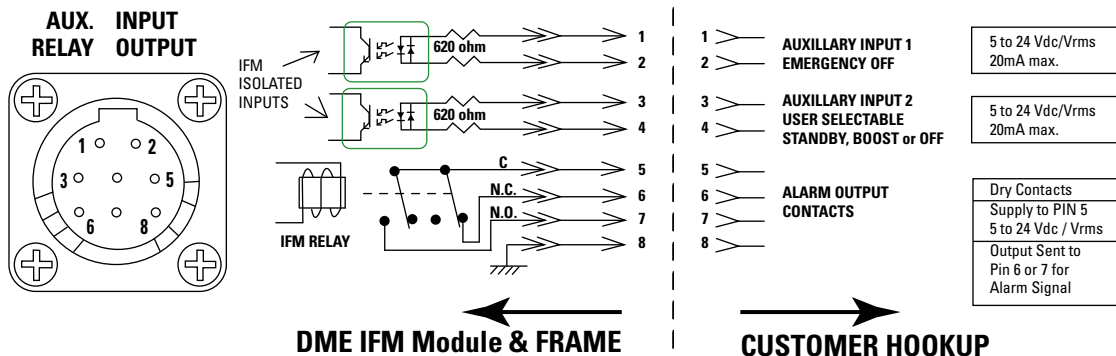 AUX. INPUT
RELAY OUTPUT
1
2
3
5
6
8
IFM
ISOLATED
INPUTS
620 ohm
620 ohm
C
N.C.
N.O.
IFM RELAY
1
2
3
4
5
6
7
8
DME IFM Module & FRAME
1
2
3
4
5
6
7
8
AUXILLARY INPUT 1
EMERGENCY OFF
AUXILLARY INPUT 2
USER SELECTABLE
STANDBY, BOOST or OFF
ALARM OUTPUT
CONTACTS
5 to 24 Vdc/Vrms
20mA max.
5 to 24 Vdc/Vrms
20mA max.
Dry Contacts
Supply to PIN 5
5 to 24 Vdc / Vrms
Output Sent to
Pin 6 or 7 for
Alarm Signal
CUSTOMER HOOKUP